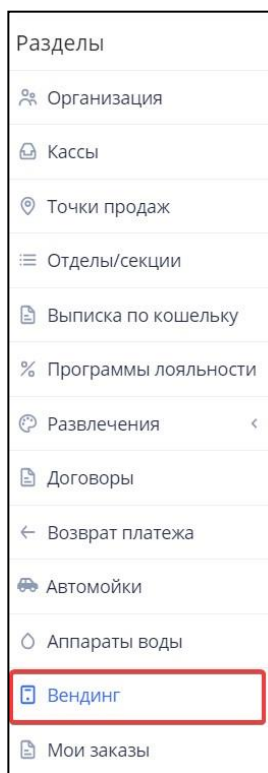 Разделы
Организация
Кассы
Точки продаж
Отделы/секции
Выписка по кошельку
Программы лояльности
Развлечения
Договоры
Возврат платежа
Автомойки
Аппараты воды
Вендинг
Мои заказы